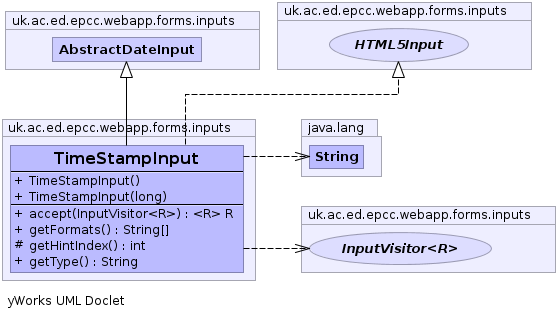 uk.ac.ed.epcc.webapp.forms.inputs
AbstractDateInput
uk.ac.ed.epcc.webapp.forms.inputs
HTML5Input
uk.ac.ed.epcc.webapp.forms.inputs
TimeStampInput
+ TimeStampInput()
+ TimeStampInput(long)
+ accept(InputVisitor<R>) : <R> R
+ getFormats() : String[]
# getHintIndex() : int
+ getType() : String
java.lang
String
uk.ac.ed.epcc.webapp.forms.inputs
InputVisitor<R>
yWorks UML Doclet